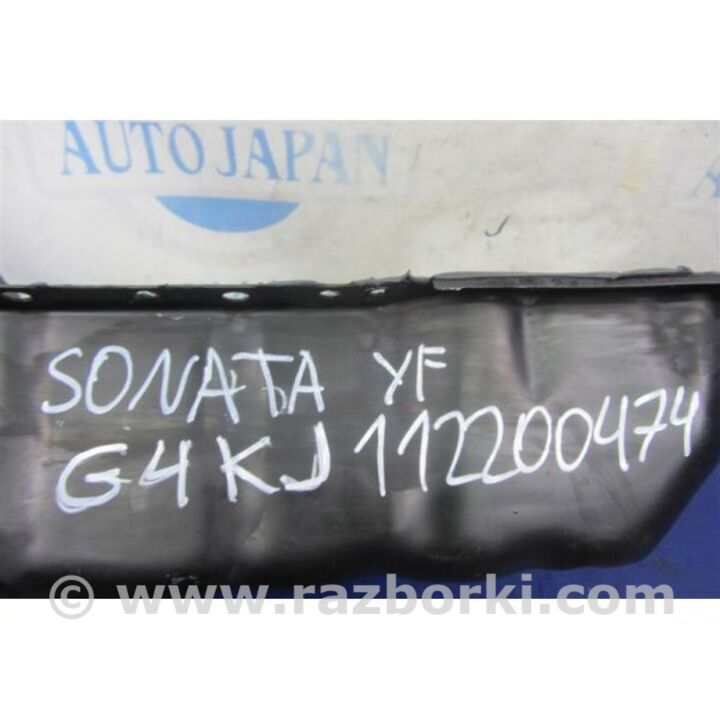 AUTO JAPAN
SONATA YF
G4KJ 112200474
© www.razborki.com